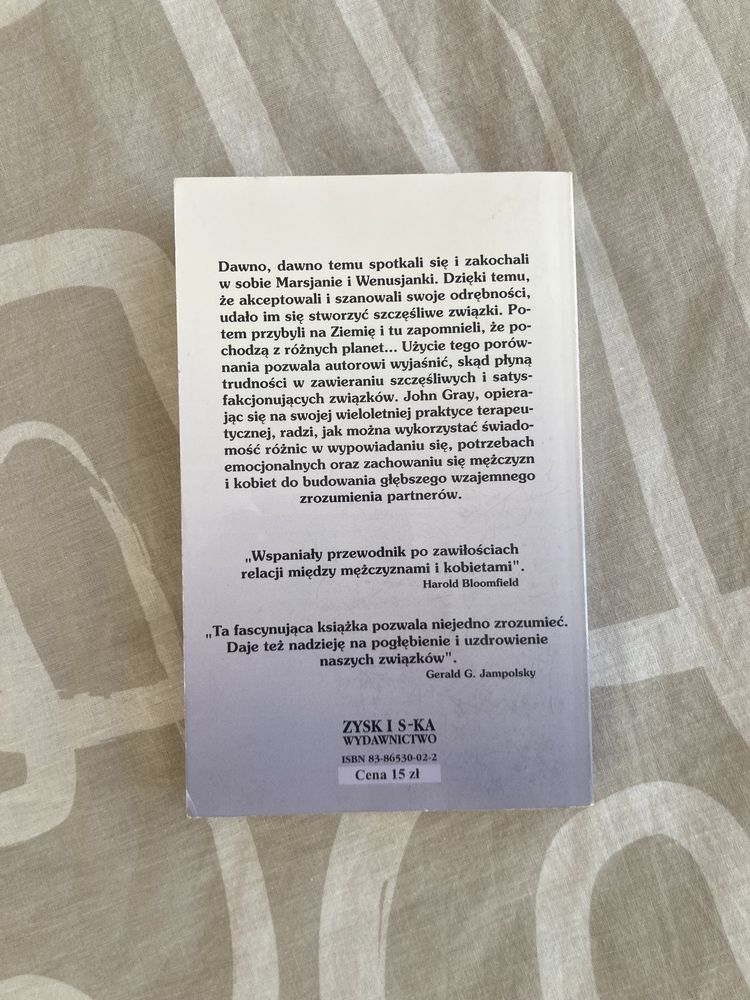 Dawno, dawno temu spotkali się i zakochali
w sobie Marsjanie i Wenusjanki. Dzięki temu,
że akceptowali i szanowali swoje odrębności,
udało im się stworzyć szczęśliwe związki. Po-
tem przybyli na Ziemię i tu zapomnieli, że po-
chodzą z różnych planet... Użycie tego porów-
nania pozwala autorowi wyjaśnić, skąd płyną
trudności w zawieraniu szczęśliwych i satys-
fakcjonujących związków. John Gray, opiera-
jąc się na swojej wieloletniej praktyce terapeu-
tycznej, radzi, jak można wykorzystać świado-
mość różnic w wypowiadaniu się, potrzebach
emocjonalnych oraz zachowaniu się mężczyzn
i kobiet do budowania głębszego wzajemnego
zrozumienia partnerów.
„Wspaniały przewodnik po zawiłościach
relacji między mężczyznami i kobietami".
Harold Bloomfield
„Ta fascynująca książka pozwala niejedno zrozumieć.
Daje też nadzieję na pogłębienie i uzdrowienie
naszych związków".
Gerald G. Jampolsky
ZYSK I S-KA
WYDAWNICTWO
ISBN 83-86530-02-2
Cena 15 zł